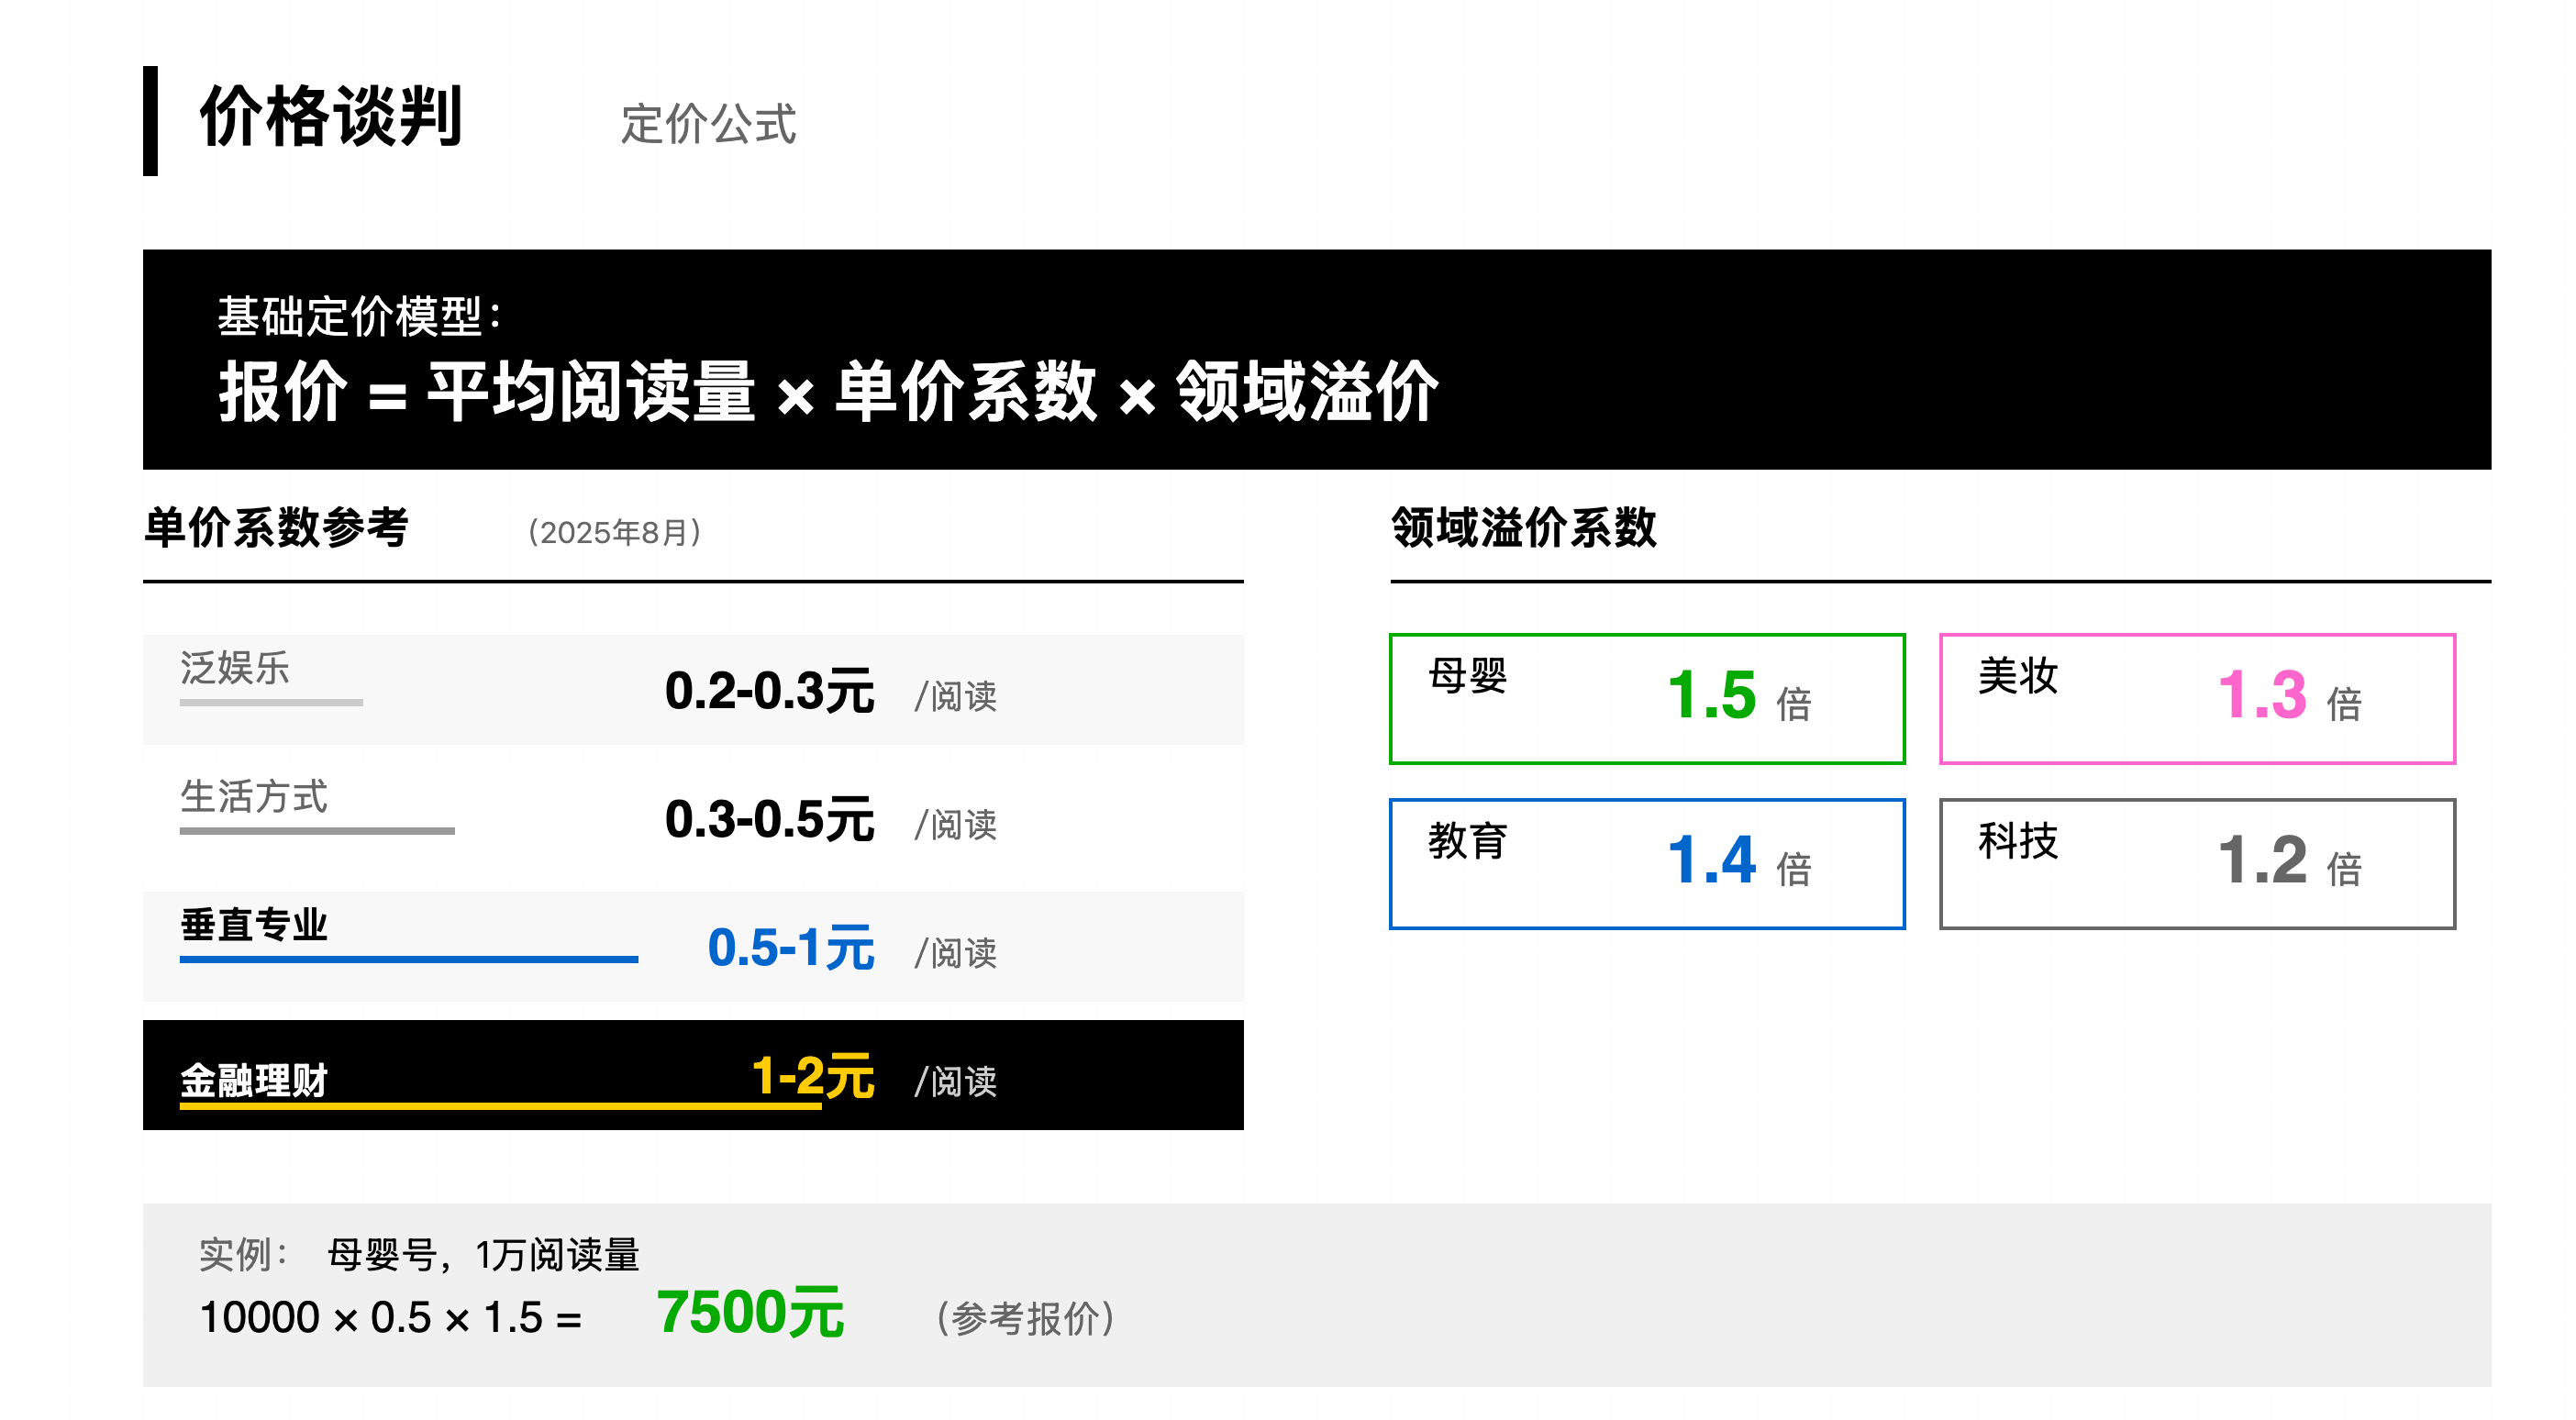 价格谈判 定价公式
基础定价模型：
报价 = 平均阅读量 × 单价系数 × 领域溢价
单价系数参考 （2025年8月）
泛娱乐 0.2-0.3元 /阅读
生活方式 0.3-0.5元 /阅读
垂直专业 0.5-1元 /阅读
金融理财 1-2元 /阅读
领域溢价系数
母婴 1.5 倍
美妆 1.3 倍
教育 1.4 倍
科技 1.2 倍
实例： 母婴号，1万阅读量
10000 × 0.5 × 1.5 = 7500元 （参考报价）